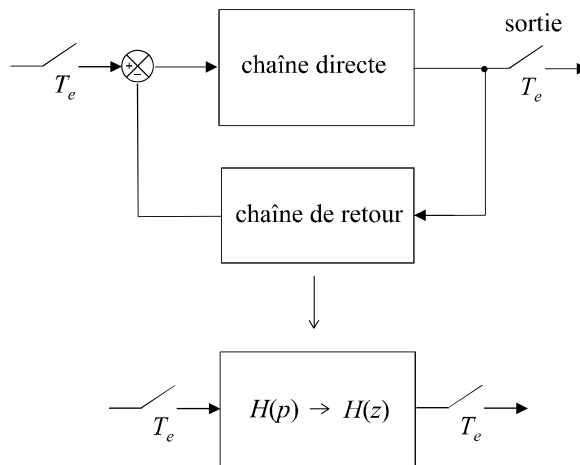 sortie
chaîne directe
+
−
T_e
T_e
chaîne de retour
H(p) → H(z)
T_e
T_e